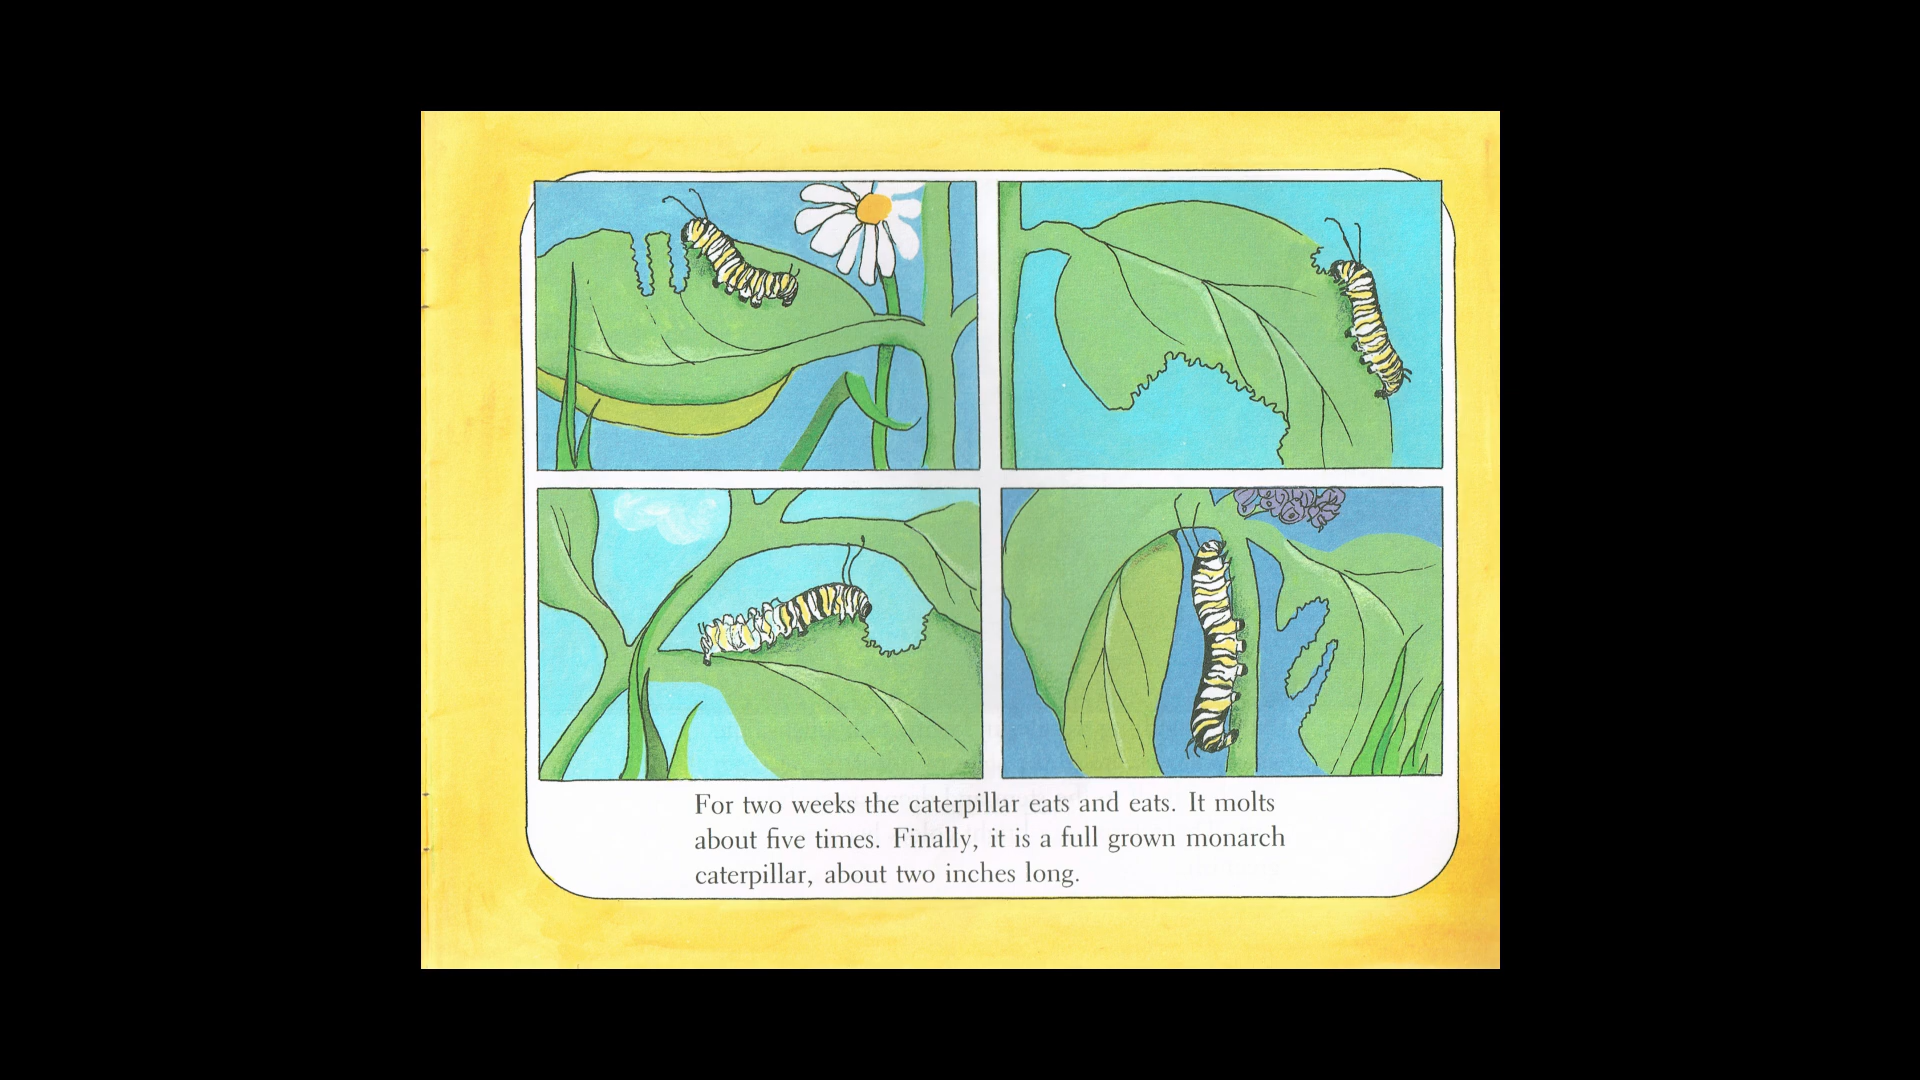 For two weeks the caterpillar eats and eats. It molts
about five times. Finally, it is a full grown monarch
caterpillar, about two inches long.